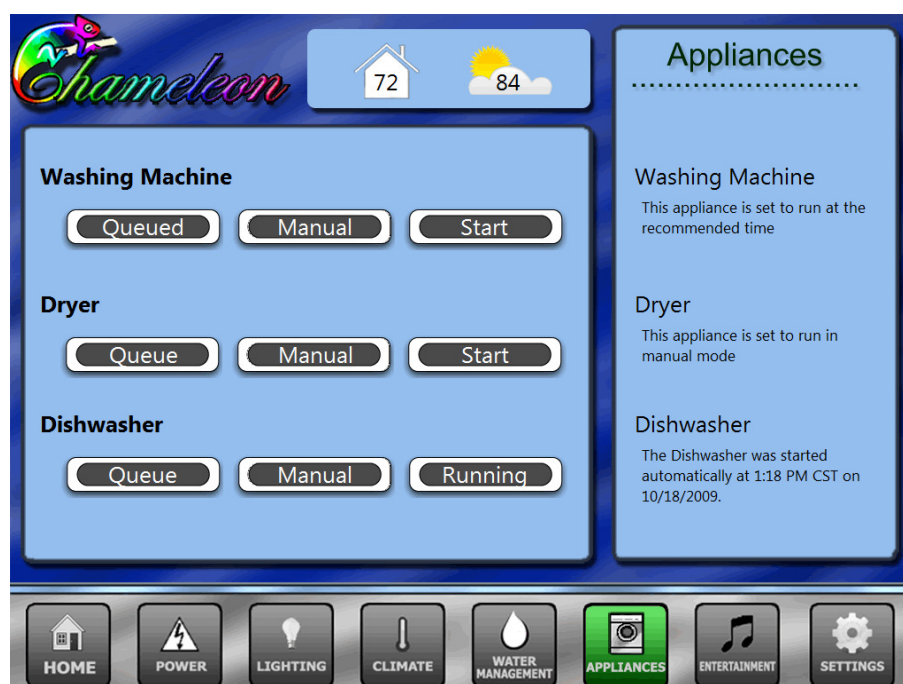 Chameleon
72
84
Appliances
Washing Machine
Queued Manual Start
Dryer
Queue Manual Start
Dishwasher
Queue Manual Running
Washing Machine
This appliance is set to run at the
recommended time
Dryer
This appliance is set to run in
manual mode
Dishwasher
The Dishwasher was started
automatically at 1:18 PM CST on
10/18/2009.
HOME
POWER
LIGHTING
CLIMATE
WATER
MANAGEMENT
APPLIANCES
ENTERTAINMENT
SETTINGS